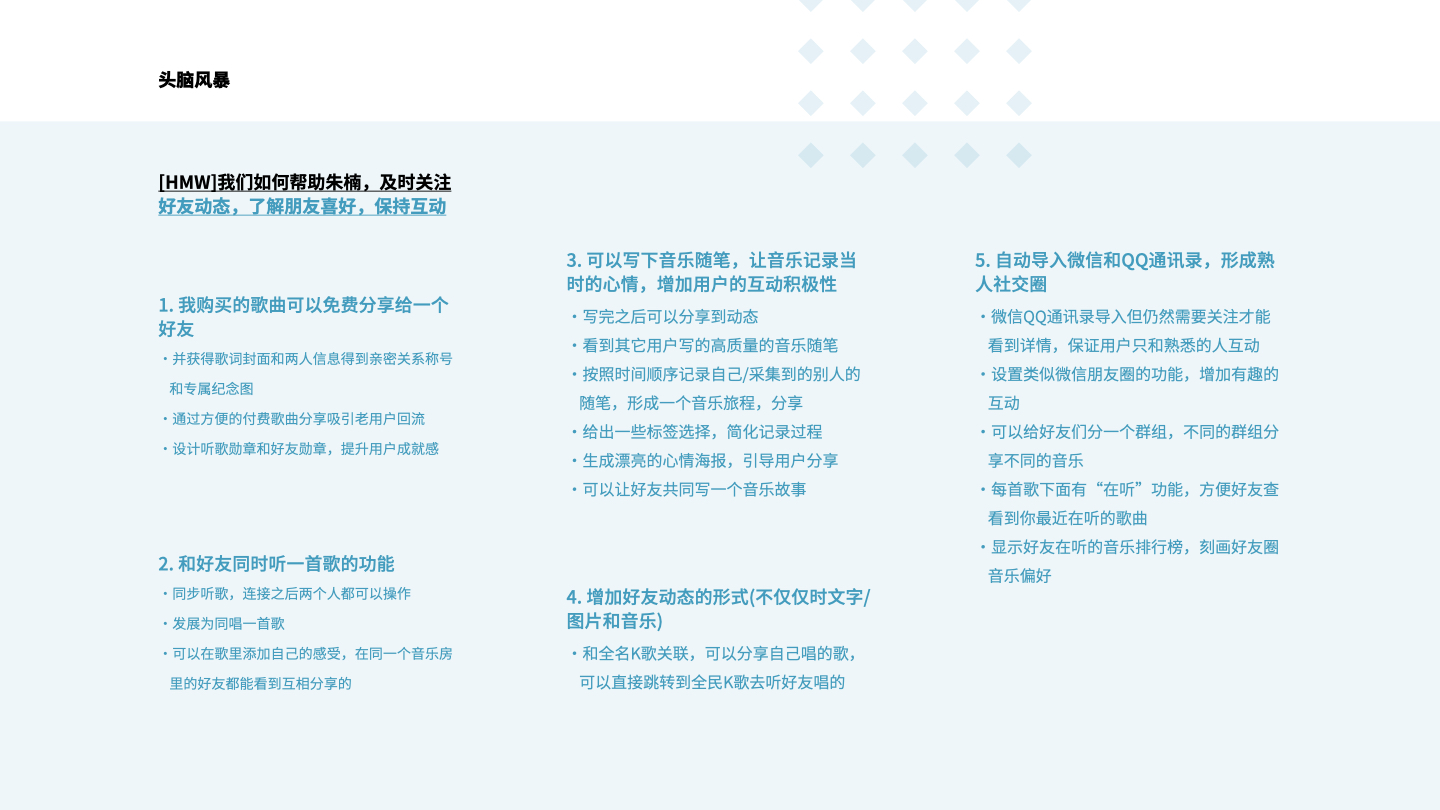 头脑风暴
[HMW]我们如何帮助朱楠，及时关注
好友动态，了解朋友喜好，保持互动
1. 我购买的歌曲可以免费分享给一个
好友
・并获得歌词封面和两人信息得到亲密关系称号
和专属纪念图
・通过方便的付费歌曲分享吸引老用户回流
・设计听歌勋章和好友勋章，提升用户成就感
2. 和好友同时听一首歌的功能
・同步听歌，连接之后两个人都可以操作
・发展为同唱一首歌
・可以在歌里添加自己的感受，在同一个音乐房
里的好友都能看到互相分享的
3. 可以写下音乐随笔，让音乐记录当
时的心情，增加用户的互动积极性
・写完之后可以分享到动态
・看到其它用户写的高质量的音乐随笔
・按照时间顺序记录自己/采集到的别人的
随笔，形成一个音乐旅程，分享
・给出一些标签选择，简化记录过程
・生成漂亮的心情海报，引导用户分享
・可以让好友共同写一个音乐故事
4. 增加好友动态的形式(不仅仅时文字/
图片和音乐)
・和全名K歌关联，可以分享自己唱的歌，
可以直接跳转到全民K歌去听好友唱的
5. 自动导入微信和QQ通讯录，形成熟
人社交圈
・微信QQ通讯录导入但仍然需要关注才能
看到详情，保证用户只和熟悉的人互动
・设置类似微信朋友圈的功能，增加有趣的
互动
・可以给好友们分一个群组，不同的群组分
享不同的音乐
・每首歌下面有“在听”功能，方便好友查
看到你最近在听的歌曲
・显示好友在听的音乐排行榜，刻画好友圈
音乐偏好